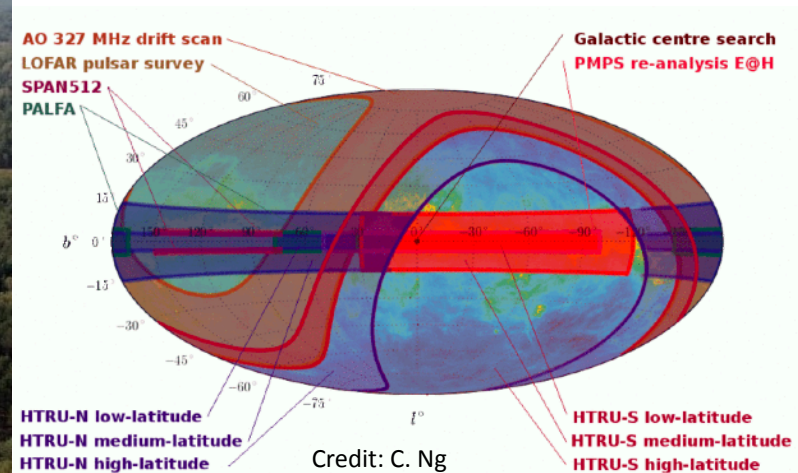 AO 327 MHz drift scan
LOFAR pulsar survey
SPAN512
PALFA
Galactic centre search
PMPS re-analysis E@H
75°
60°
45°
30°
15°
b° 0°
150° 120° 90° 60° 0° -30° -60° -90° -120°
-15°
-30°
-45°
-60°
-75°
l°
HTRU-N low-latitude
HTRU-N medium-latitude
HTRU-N high-latitude
HTRU-S low-latitude
HTRU-S medium-latitude
HTRU-S high-latitude
Credit: C. Ng